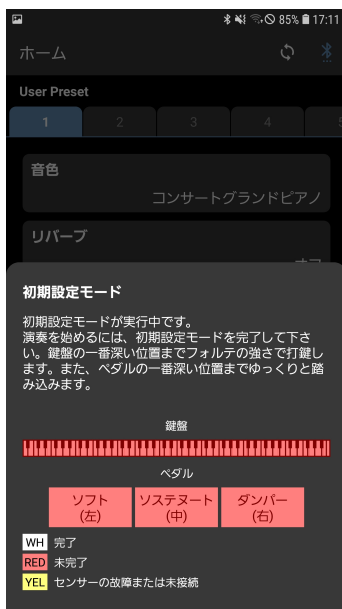 85% 17:11
ホーム
User Preset
1 2 3 4
音色
コンサートグランドピアノ
リバーブ
初期設定モード
初期設定モードが実行中です。
演奏を始めるには、初期設定モードを完了して下さ
い。鍵盤の一番深い位置までフォルテの強さで打鍵し
ます。また、ペダルの一番深い位置までゆっくりと踏
み込みます。
鍵盤
ペダル
ソフト
(左)
ソステヌート
(中)
ダンパー
(右)
WH 完了
RED 未完了
YEL センサーの故障または未接続